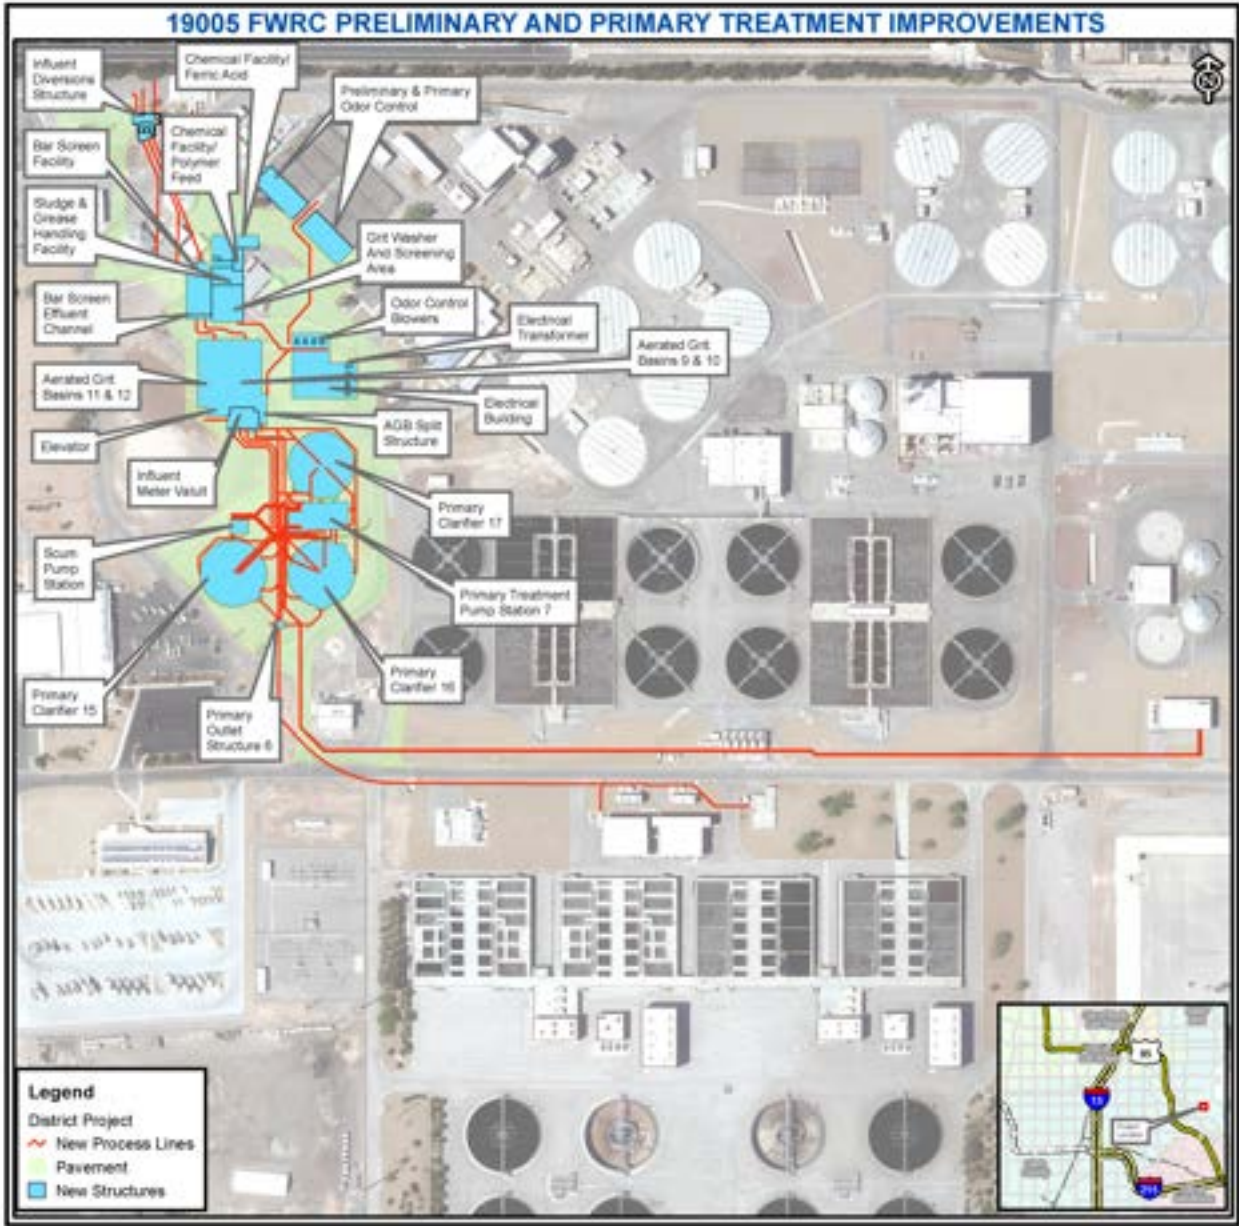 19005 FWRC PRELIMINARY AND PRIMARY TREATMENT IMPROVEMENTS
Influent
Diversions
Structure
Chemical Facility/
Ferric Acid
Preliminary & Primary
Odor Control
N
Bar Screen
Facility
Chemical
Facility/
Polymer
Feed
Sludge &
Grease
Handling
Facility
Grit Washer
And Screening
Area
Bar Screen
Effluent
Channel
Odor Control
Blowers
Electrical
Transformer
Aerated Grit
Basins 9 & 10
Aerated Grit
Basins 11 & 12
Electrical
Building
AGB Split
Structure
Elevator
Influent
Meter Valult
Primary
Clarifier 17
Scum
Pump
Station
Primary Treatment
Pump Station 7
Primary
Clarifier 16
Primary
Clarifier 15
Primary
Outlet
Structure 6
Legend
District Project
New Process Lines
Pavement
New Structures
95
15
215